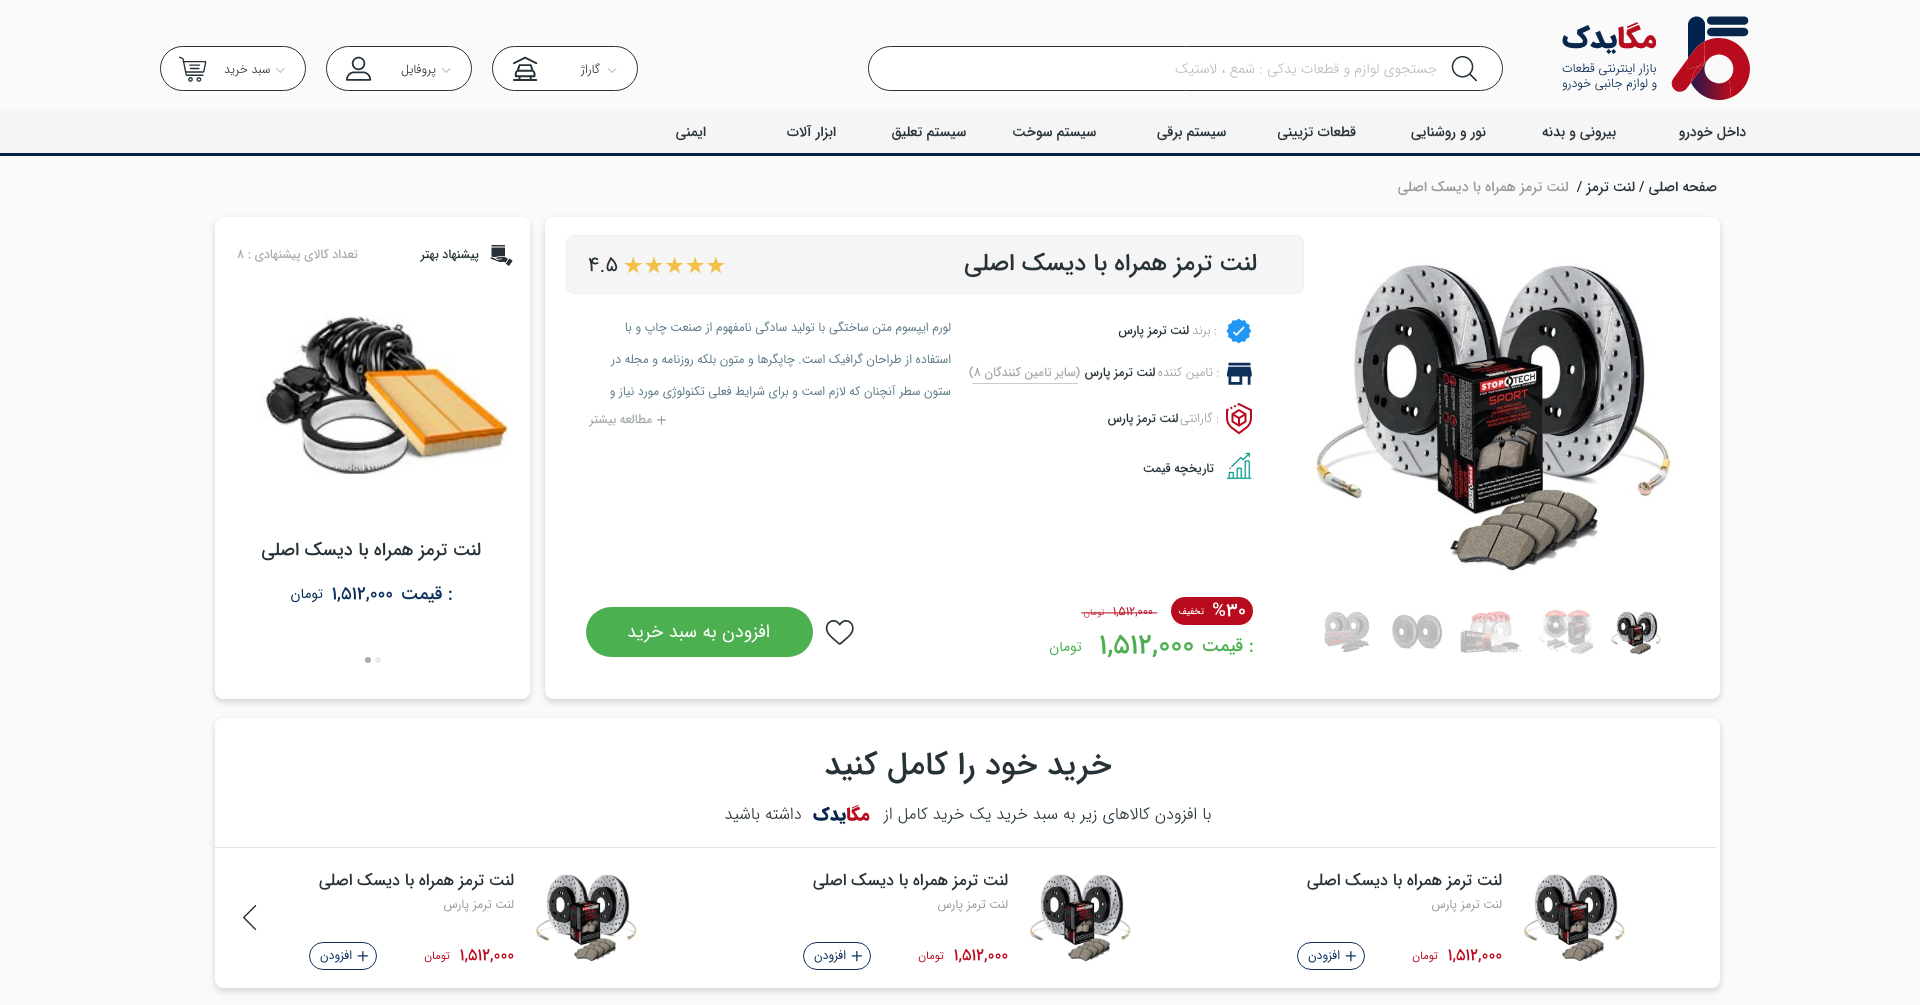 مگایدک
بازار اینترنتی قطعات
و لوازم جانبی خودرو
جستجوی لوازم و قطعات یدکی : شمع ، لاستیک
گاراژ
پروفایل
سبد خرید
داخل خودرو
بیرونی و بدنه
نور و روشنایی
قطعات تزیینی
سیستم برقی
سیستم سوخت
سیستم تعلیق
ابزار آلات
ایمنی
صفحه اصلی / لنت ترمز / لنت ترمز همراه با دیسک اصلی
لنت ترمز همراه با دیسک اصلی
۴.۵
برند : لنت ترمز پارس
تامین کننده : لنت ترمز پارس (سایر تامین کنندگان ۸)
گارانتی : لنت ترمز پارس
تاریخچه قیمت
لورم ایپسوم متن ساختگی با تولید سادگی نامفهوم از صنعت چاپ و با
استفاده از طراحان گرافیک است. چاپگرها و متون بلکه روزنامه و مجله در
ستون سطر آنچنان که لازم است و برای شرایط فعلی تکنولوژی مورد نیاز و
+ مطالعه بیشتر
STOPTECH
SPORT
%۳۰ تخفیف
۱,۵۱۲,۰۰۰ تومان
قیمت : ۱,۵۱۲,۰۰۰ تومان
افزودن به سبد خرید
پیشنهاد بهتر
تعداد کالای پیشنهادی : ۸
لنت ترمز همراه با دیسک اصلی
قیمت : ۱,۵۱۲,۰۰۰ تومان
خرید خود را کامل کنید
با افزودن کالاهای زیر به سبد خرید یک خرید کامل از مگایدک داشته باشید
لنت ترمز همراه با دیسک اصلی
لنت ترمز پارس
۱,۵۱۲,۰۰۰ تومان
+ افزودن
لنت ترمز همراه با دیسک اصلی
لنت ترمز پارس
۱,۵۱۲,۰۰۰ تومان
+ افزودن
لنت ترمز همراه با دیسک اصلی
لنت ترمز پارس
۱,۵۱۲,۰۰۰ تومان
+ افزودن